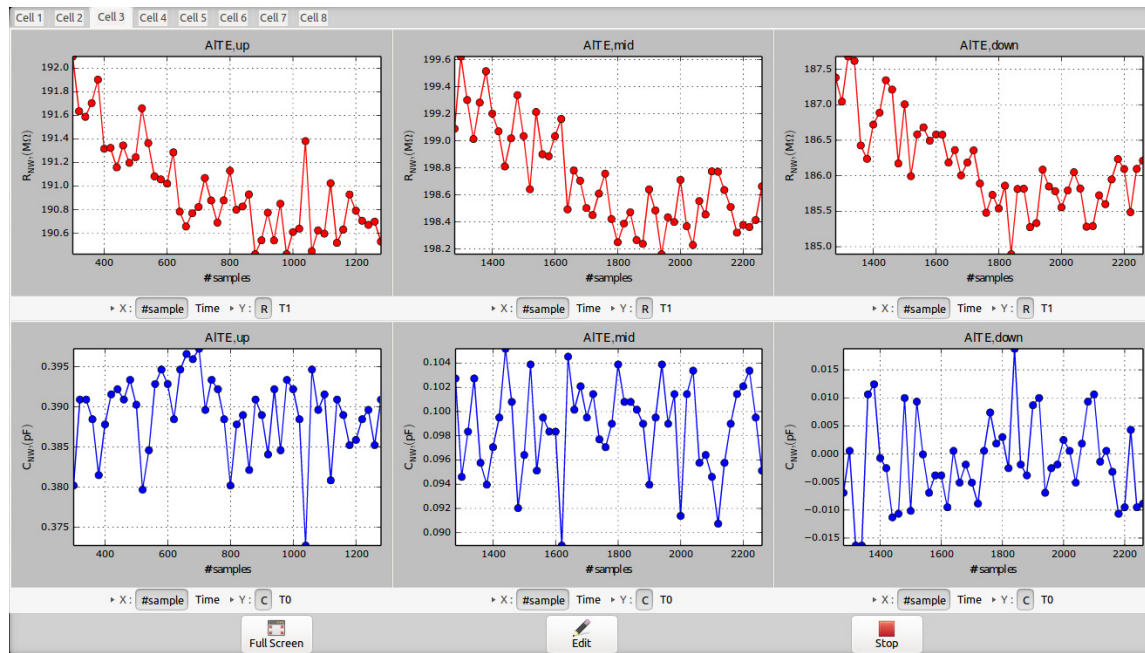 Cell 1 Cell 2 Cell 3 Cell 4 Cell 5 Cell 6 Cell 7 Cell 8
AlTE,up
192.0
191.8
191.6
191.4
191.2
191.0
190.8
190.6
R_NW,(MΩ)
400 600 800 1000 1200
#samples
AlTE,mid
199.6
199.4
199.2
199.0
198.8
198.6
198.4
198.2
R_NW,(MΩ)
1400 1600 1800 2000 2200
#samples
AlTE,down
187.5
187.0
186.5
186.0
185.5
185.0
R_NW,(MΩ)
1400 1600 1800 2000 2200
#samples
X: #sample Time Y: R T1
X: #sample Time Y: R T1
X: #sample Time Y: R T1
AlTE,up
0.395
0.390
0.385
0.380
0.375
C_NW,(pF)
400 600 800 1000 1200
#samples
AlTE,mid
0.104
0.102
0.100
0.098
0.096
0.094
0.092
0.090
C_NW,(pF)
1400 1600 1800 2000 2200
#samples
AlTE,down
0.015
0.010
0.005
0.000
−0.005
−0.010
−0.015
C_NW,(pF)
1400 1600 1800 2000 2200
#samples
X: #sample Time Y: C T0
X: #sample Time Y: C T0
X: #sample Time Y: C T0
Full Screen
Edit
Stop